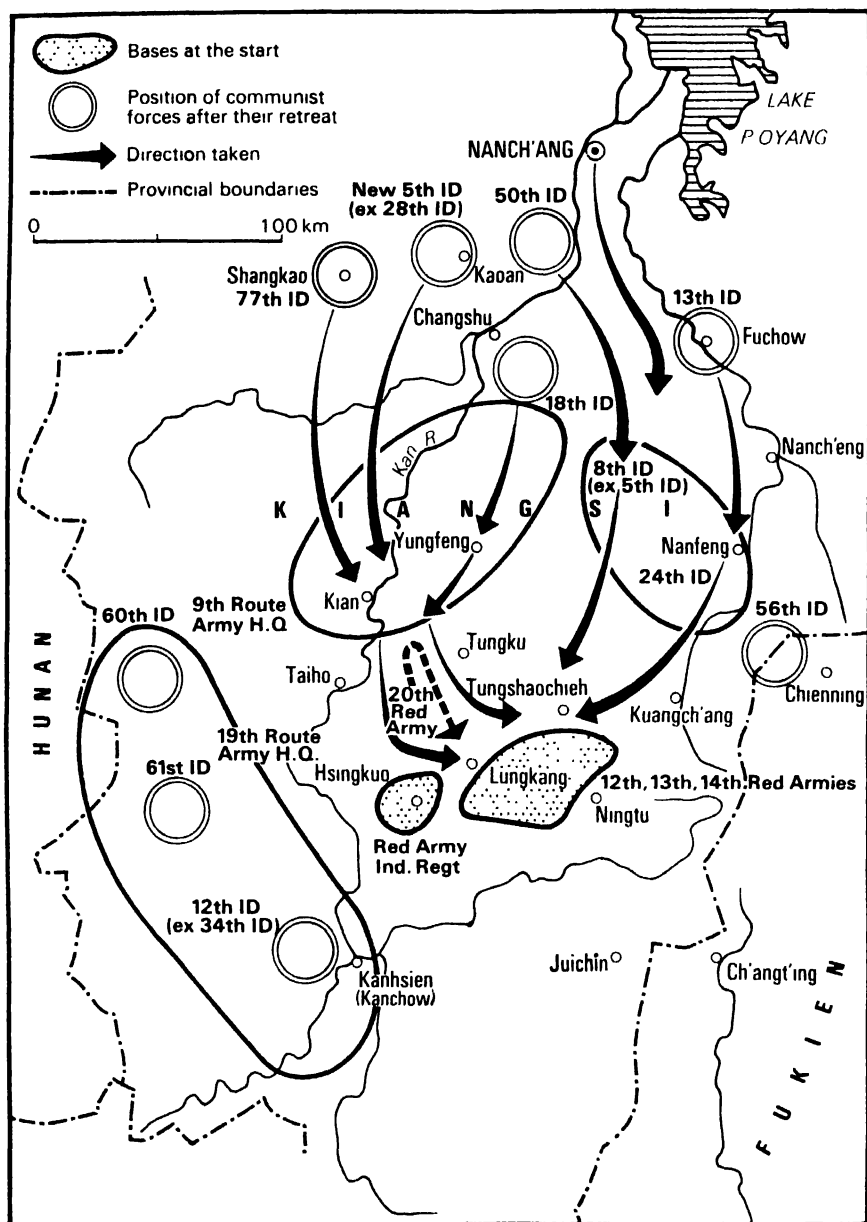 Bases at the start
Position of communist
forces after their retreat
Direction taken
Provincial boundaries
0
100 km
LAKE
POYANG
NANCH'ANG
New 5th ID
(ex 28th ID)
50th ID
Shangkao
77th ID
Kaoan
13th ID
Changshu
Fuchow
18th ID
Kan R
Nanch'eng
8th ID
(ex 5th ID)
K I A N G S I
Yungfeng
Nanfeng
24th ID
Kian
9th Route
Army H.Q
60th ID
56th ID
HUNAN
Tungku
Taiho
Tungshaochieh
Chienning
Kuangch'ang
20th
Red
Army
19th Route
Army H.Q.
Hsingkuo
61st ID
Lungkang
12th, 13th, 14th Red Armies
Ningtu
Red Army
Ind. Regt
12th ID
(ex 34th ID)
Juichin
Ch'angt'ing
Kanhsien
(Kanchow)
FUKIEN